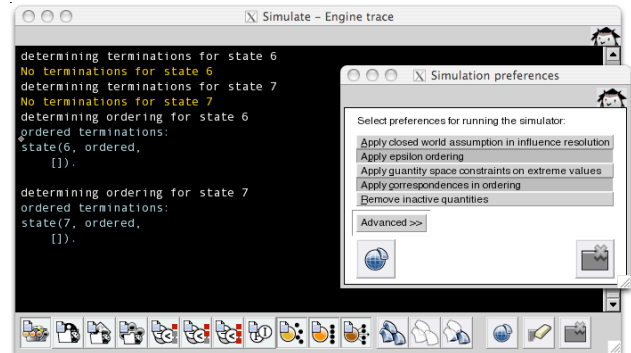 Simulate – Engine trace
determining terminations for state 6
No terminations for state 6
determining terminations for state 7
No terminations for state 7
determining ordering for state 6
ordered terminations:
state(6, ordered,
[]).
determining ordering for state 7
ordered terminations:
state(7, ordered,
[]).
Simulation preferences
Select preferences for running the simulator:
Apply closed world assumption in influence resolution
Apply epsilon ordering
Apply quantity space constraints on extreme values
Apply correspondences in ordering
Remove inactive quantities
Advanced >>